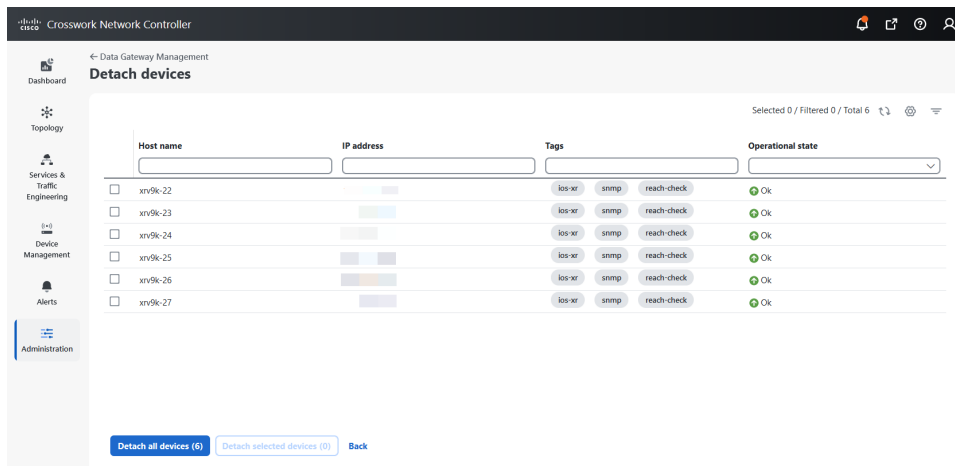 cisco Crosswork Network Controller
← Data Gateway Management
Detach devices
Dashboard
Topology
Services &
Traffic
Engineering
Device
Management
Alerts
Administration
Selected 0 / Filtered 0 / Total 6
Host name IP address Tags Operational state
xrv9k-22 ios-xr snmp reach-check Ok
xrv9k-23 ios-xr snmp reach-check Ok
xrv9k-24 ios-xr snmp reach-check Ok
xrv9k-25 ios-xr snmp reach-check Ok
xrv9k-26 ios-xr snmp reach-check Ok
xrv9k-27 ios-xr snmp reach-check Ok
Detach all devices (6) Detach selected devices (0) Back